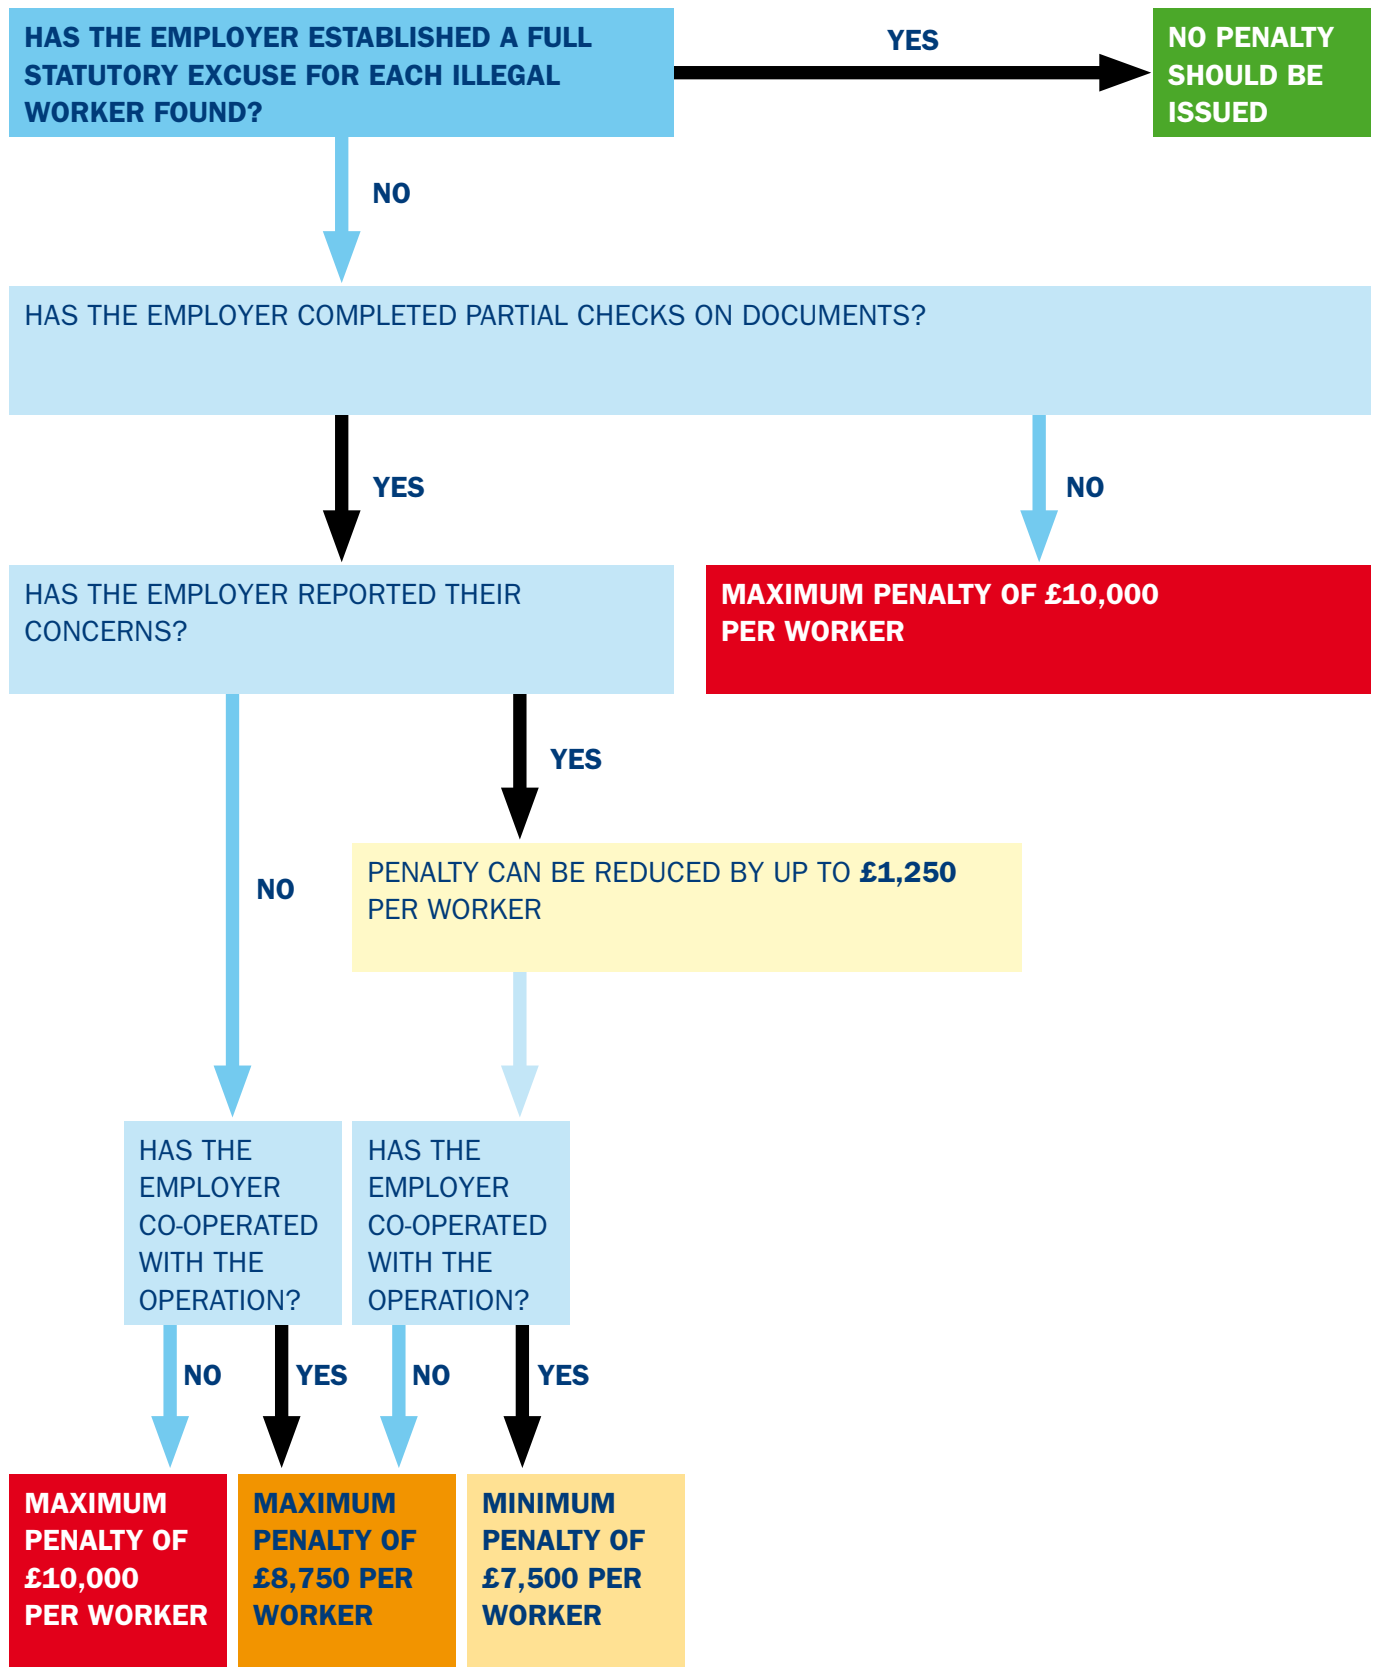 HAS THE EMPLOYER ESTABLISHED A FULL
STATUTORY EXCUSE FOR EACH ILLEGAL
WORKER FOUND?
YES
NO PENALTY
SHOULD BE
ISSUED
NO
HAS THE EMPLOYER COMPLETED PARTIAL CHECKS ON DOCUMENTS?
YES
NO
HAS THE EMPLOYER REPORTED THEIR
CONCERNS?
MAXIMUM PENALTY OF £10,000
PER WORKER
YES
NO
PENALTY CAN BE REDUCED BY UP TO £1,250
PER WORKER
HAS THE
EMPLOYER
CO-OPERATED
WITH THE
OPERATION?
HAS THE
EMPLOYER
CO-OPERATED
WITH THE
OPERATION?
NO
YES
NO
YES
MAXIMUM
PENALTY OF
£10,000
PER WORKER
MAXIMUM
PENALTY OF
£8,750 PER
WORKER
MINIMUM
PENALTY OF
£7,500 PER
WORKER